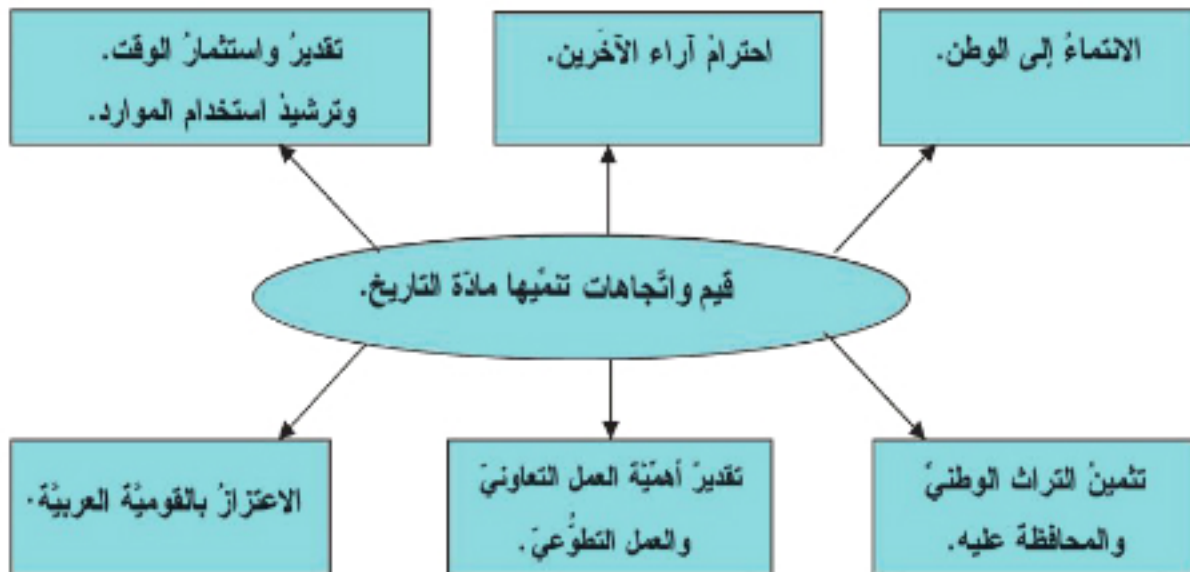 الانتماءُ إلى الوطن.
احترامُ آراء الآخَرين.
تقديرُ واستثمارُ الوقت.
وترشيدُ استخدام الموارد.
قيم واتّجاهات تنمّيها مادّة التاريخ.
تثمينُ التراث الوطنيّ
والمحافظة عليه.
تقديرُ أهمّيّة العمل التعاونيّ
والعمل التطوُّعيّ.
الاعتزازُ بالقوميّة العربيّة.